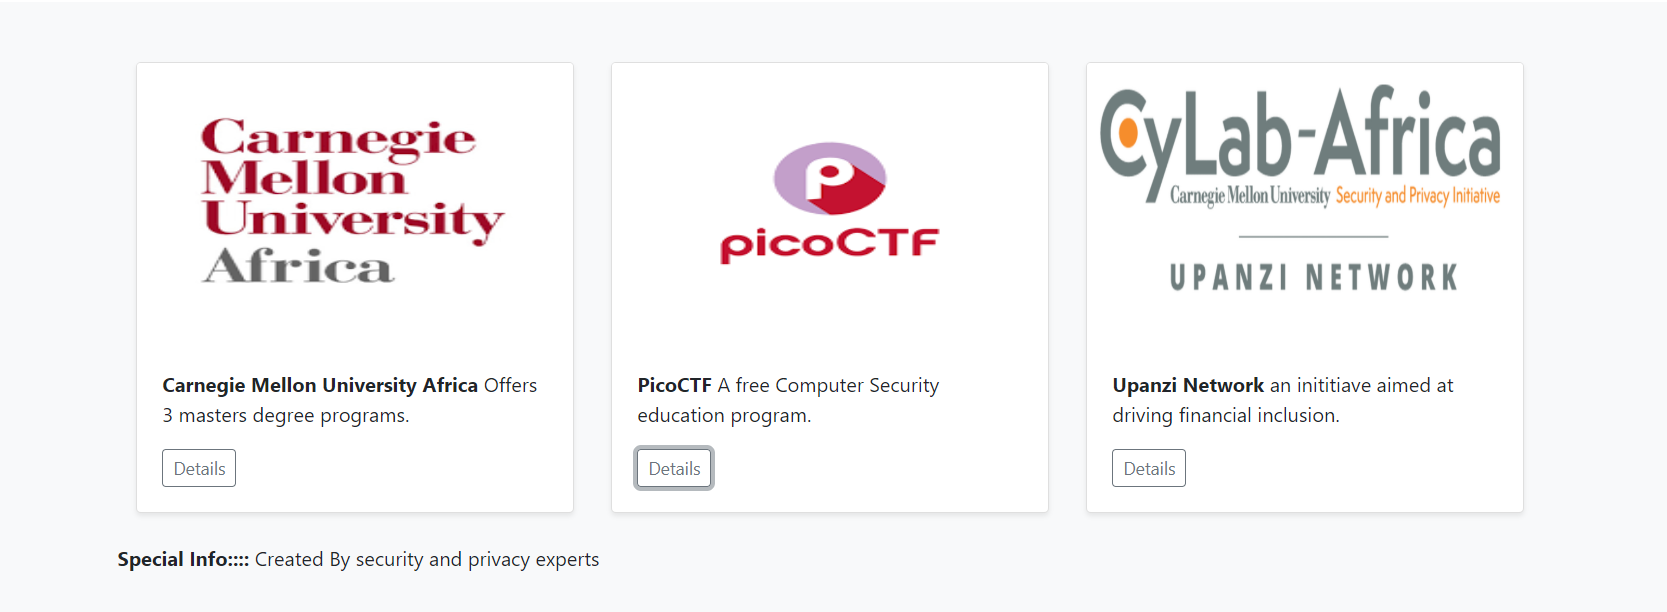 Carnegie
Mellon
University
Africa
Carnegie Mellon University Africa Offers
3 masters degree programs.
Details
P
picoCTF
PicoCTF A free Computer Security
education program.
Details
CyLab-Africa
Carnegie Mellon University Security and Privacy Initiative
UPANZI NETWORK
Upanzi Network an inititiave aimed at
driving financial inclusion.
Details
Special Info:::: Created By security and privacy experts